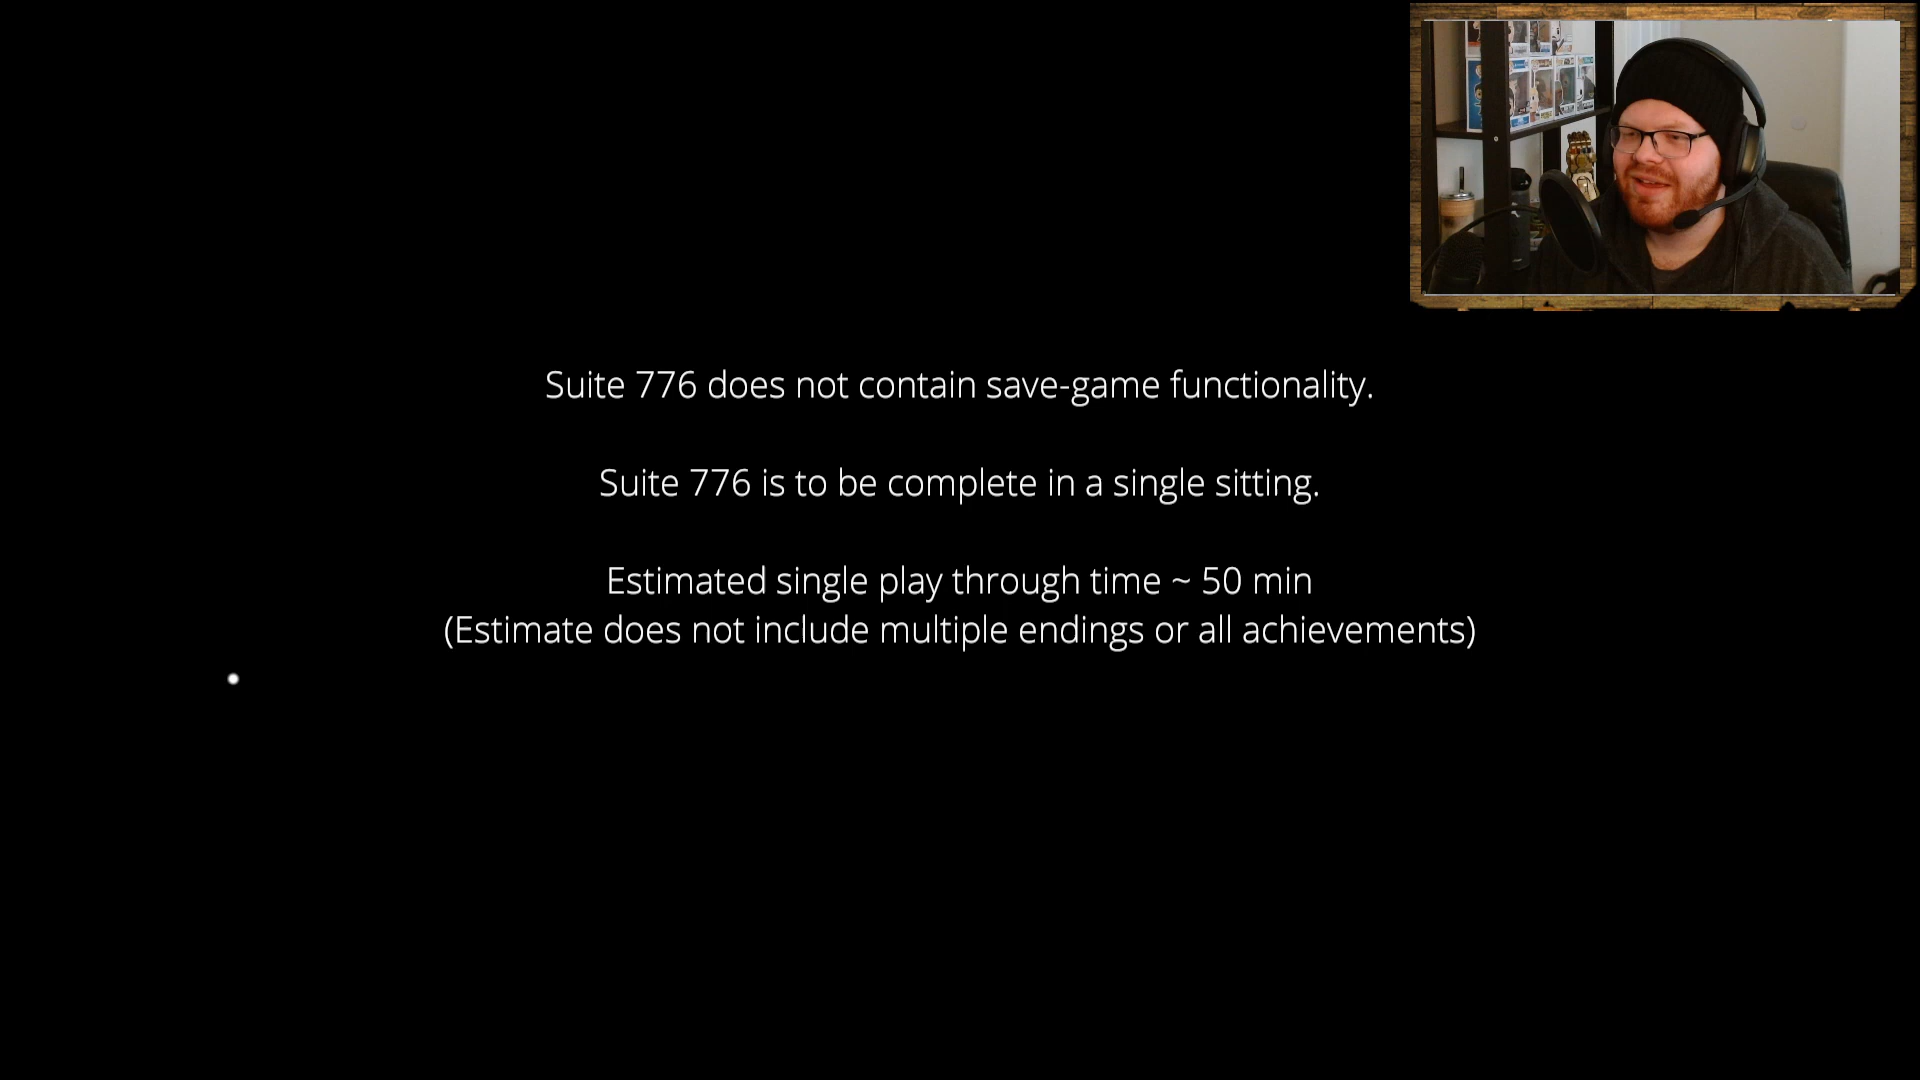 Suite 776 does not contain save-game functionality.
Suite 776 is to be complete in a single sitting.
Estimated single play through time ~ 50 min
(Estimate does not include multiple endings or all achievements)